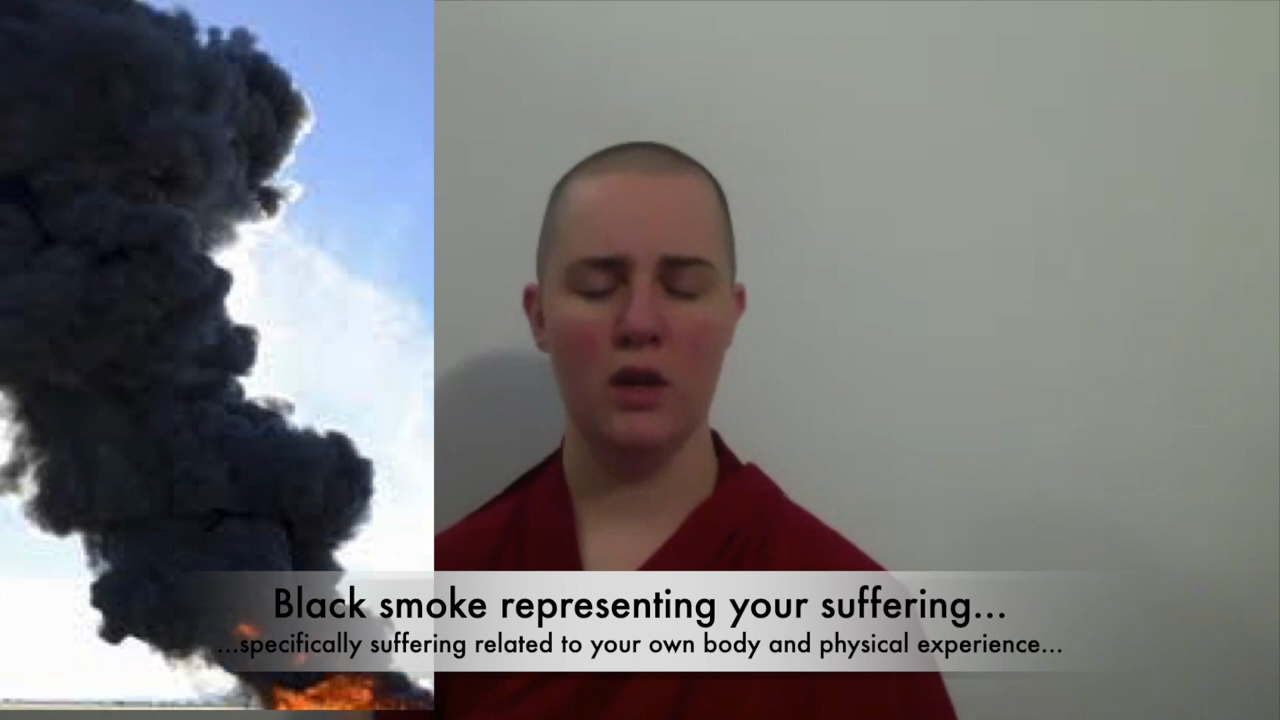 Black smoke representing your suffering...
...specifically suffering related to your own body and physical experience...